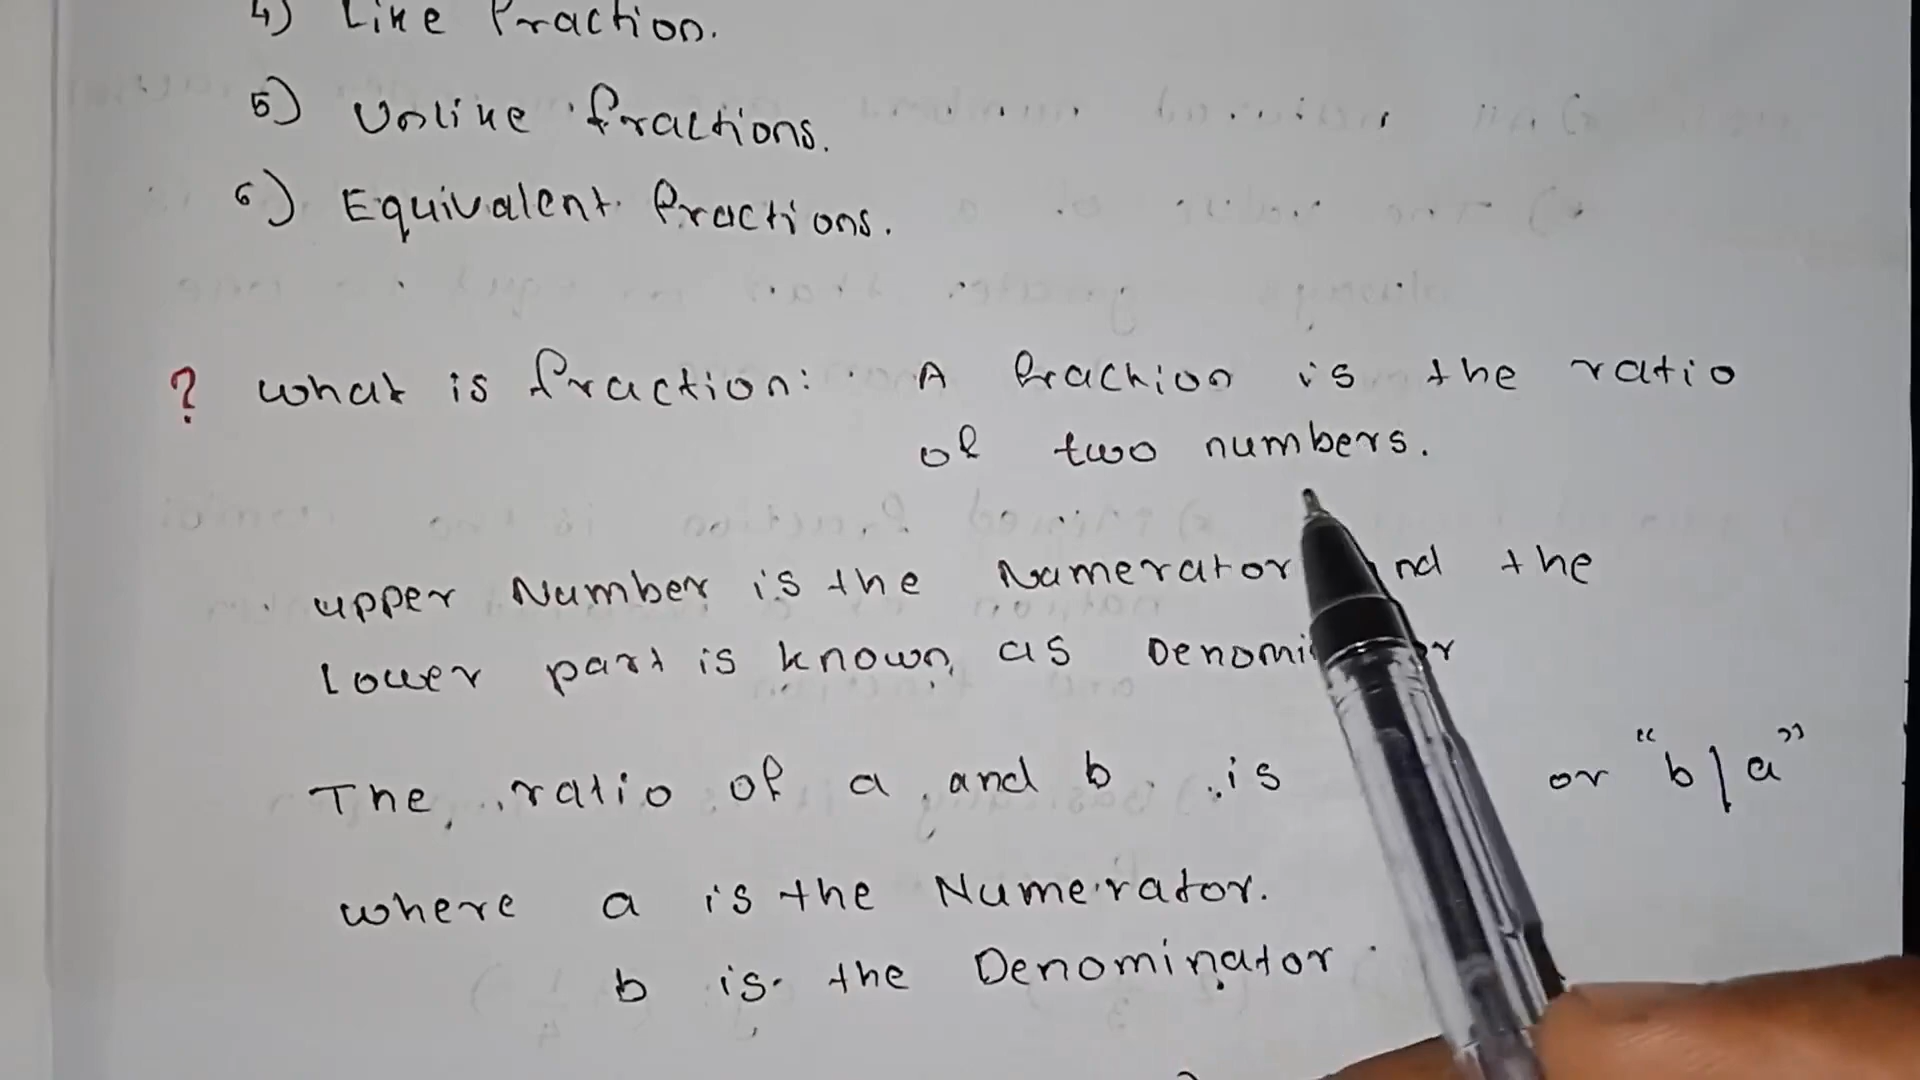 4) Like Fraction.
5) Unlike fractions.
6) Equivalent fractions.
? what is fraction: A fraction is the ratio
of two numbers.
upper Number is the Numerator nd the
Lower part is known as
The ratio of a and b is or "b/a"
where a is the Numerator.
b is the Denominator